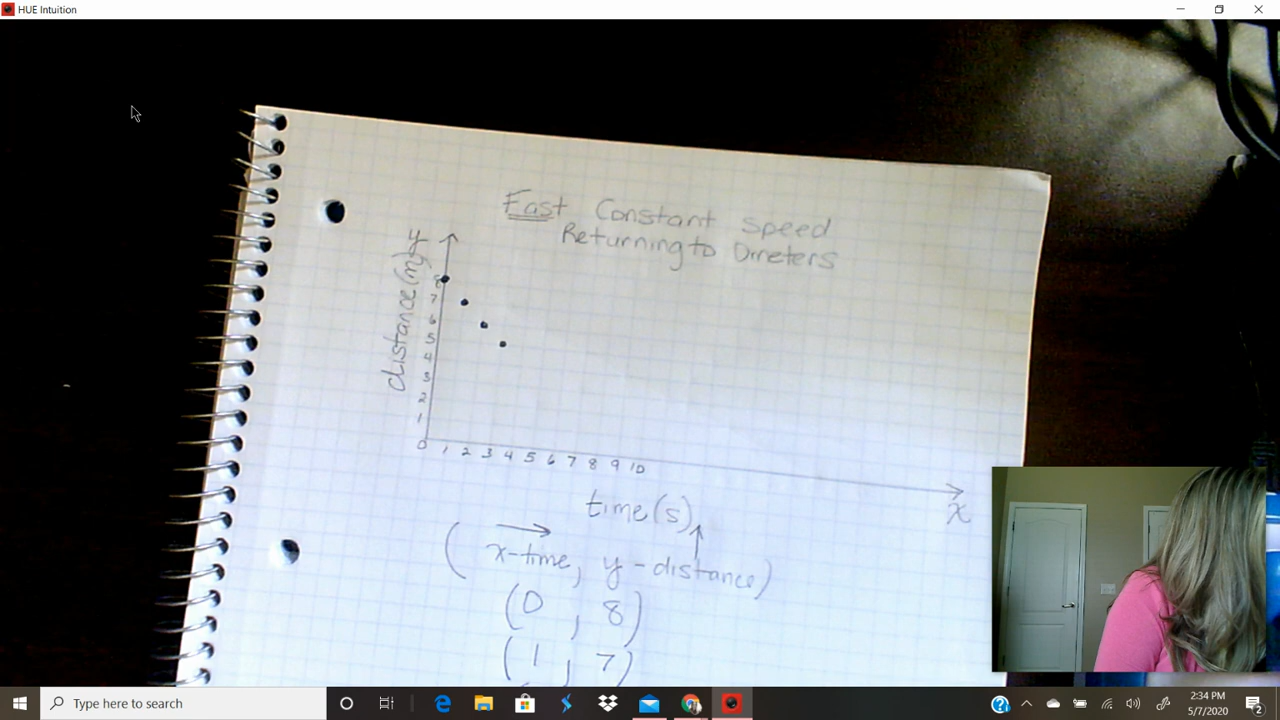 HUE Intuition
Fast Constant speed
Returning to 0meters
y
distance(m)
8
7
6
5
4
3
2
1
0 1 2 3 4 5 6 7 8 9 10
time(s)
x
( x-time, y-distance)
(0 , 8)
(1 , 7)
Type here to search
2:34 PM
5/7/2020
2